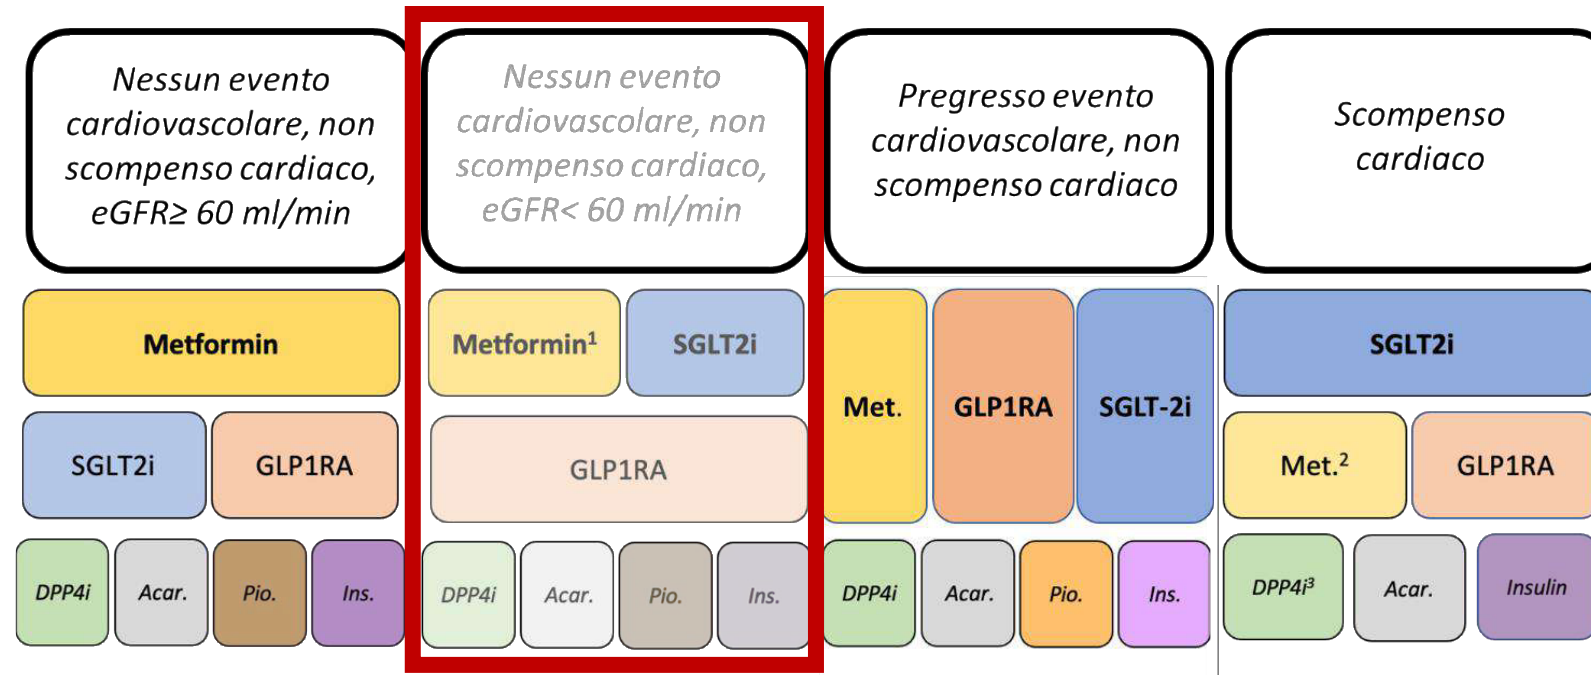 Nessun evento
cardiovascolare, non
scompenso cardiaco,
eGFR≥ 60 ml/min
Nessun evento
cardiovascolare, non
scompenso cardiaco,
eGFR< 60 ml/min
Pregresso evento
cardiovascolare, non
scompenso cardiaco
Scompenso
cardiaco
Metformin
Metformin¹
SGLT2i
Met.
GLP1RA
SGLT-2i
SGLT2i
SGLT2i
GLP1RA
GLP1RA
Met.²
GLP1RA
DPP4i
Acar.
Pio.
Ins.
DPP4i
Acar.
Pio.
Ins.
DPP4i
Acar.
Pio.
Ins.
DPP4i³
Acar.
Insulin